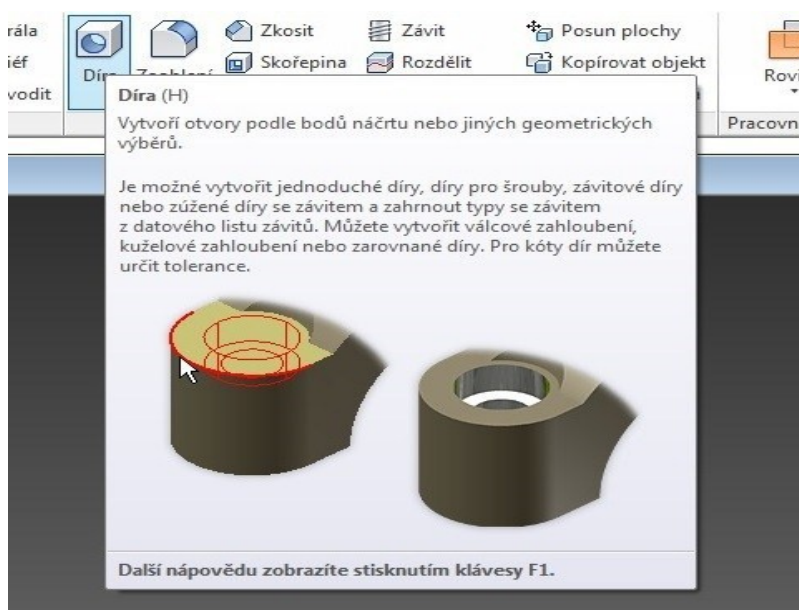 rála Zkosit Závit Posun plochy
iéf Skořepina Rozdělit Kopírovat objekt
Díra Zaoblení Rovi
vodit
Pracovn
Díra (H)
Vytvoří otvory podle bodů náčrtu nebo jiných geometrických
výběrů.
Je možné vytvořit jednoduché díry, díry pro šrouby, závitové díry
nebo zúžené díry se závitem a zahrnout typy se závitem
z datového listu závitů. Můžete vytvořit válcové zahloubení,
kuželové zahloubení nebo zarovnané díry. Pro kóty dír můžete
určit tolerance.
Další nápovědu zobrazíte stisknutím klávesy F1.